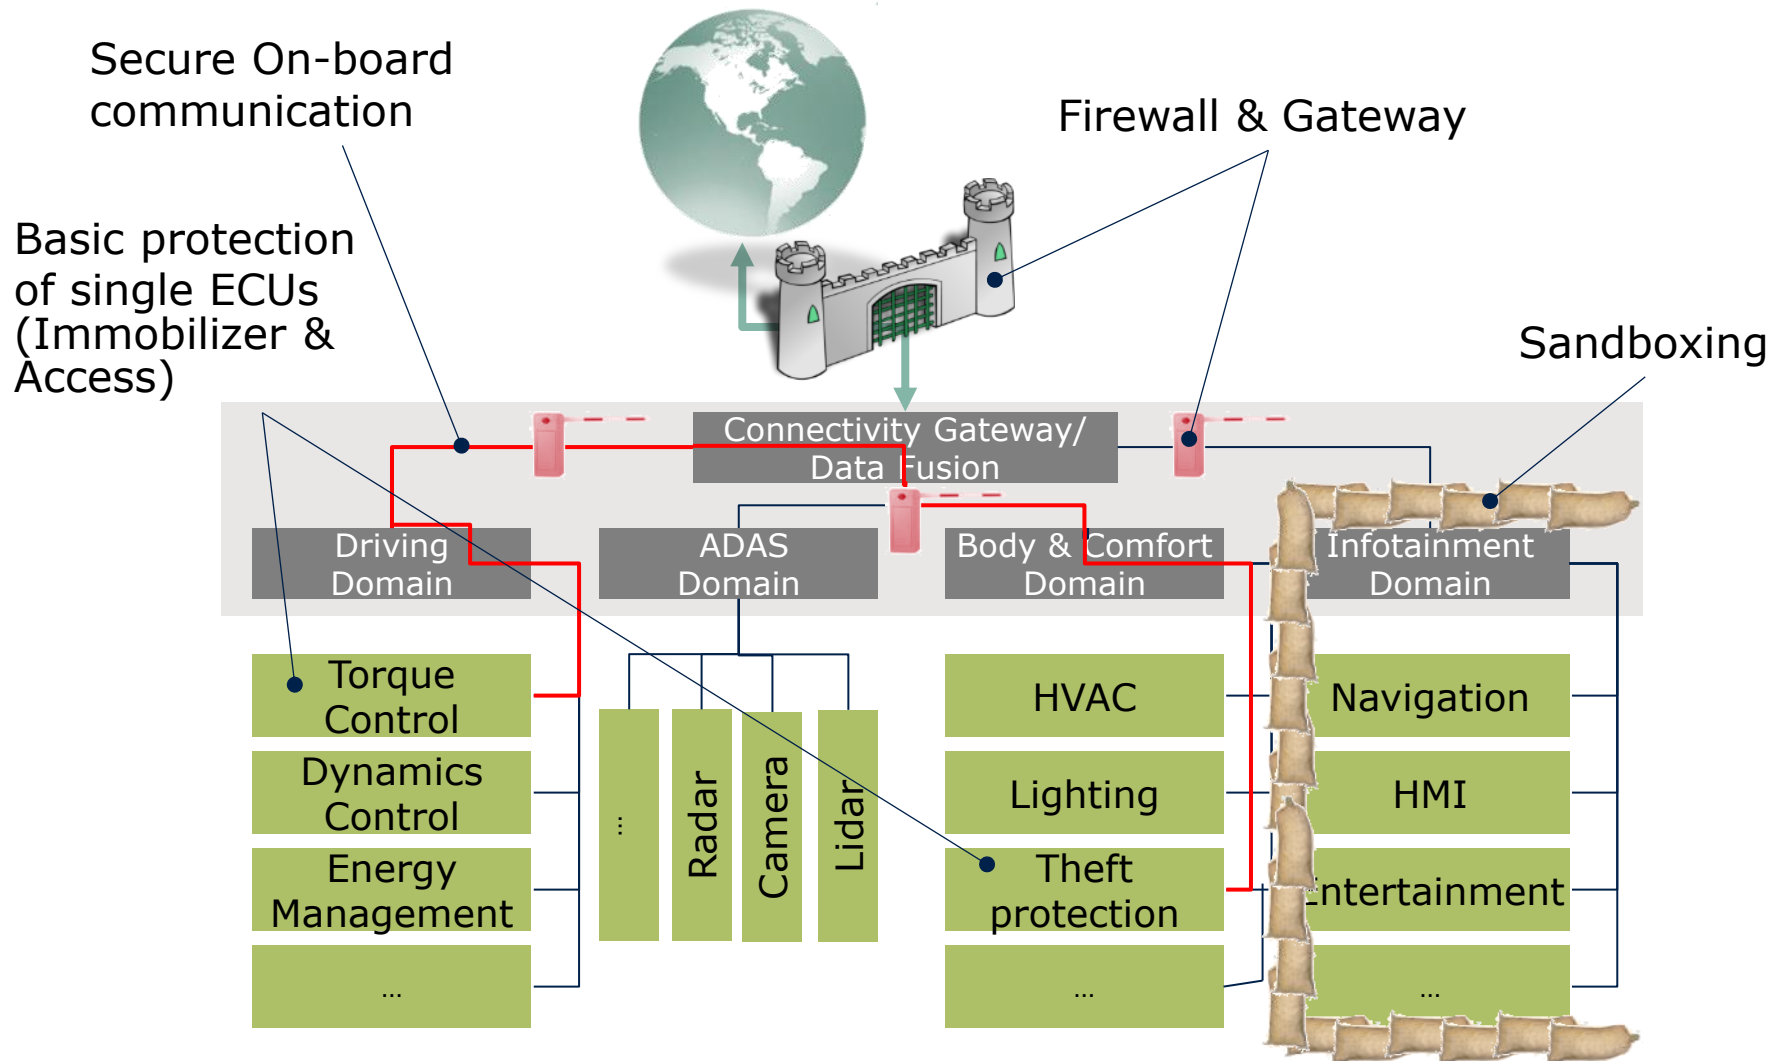 Secure On-board
communication
Firewall & Gateway
Basic protection
of single ECUs
(Immobilizer &
Access)
Sandboxing
Connectivity Gateway/
Data Fusion
Driving
Domain
ADAS
Domain
Body & Comfort
Domain
Infotainment
Domain
Torque
Control
Dynamics
Control
Energy
Management
...
...
Radar
Camera
Lidar
HVAC
Lighting
Theft
protection
...
Navigation
HMI
Entertainment
...